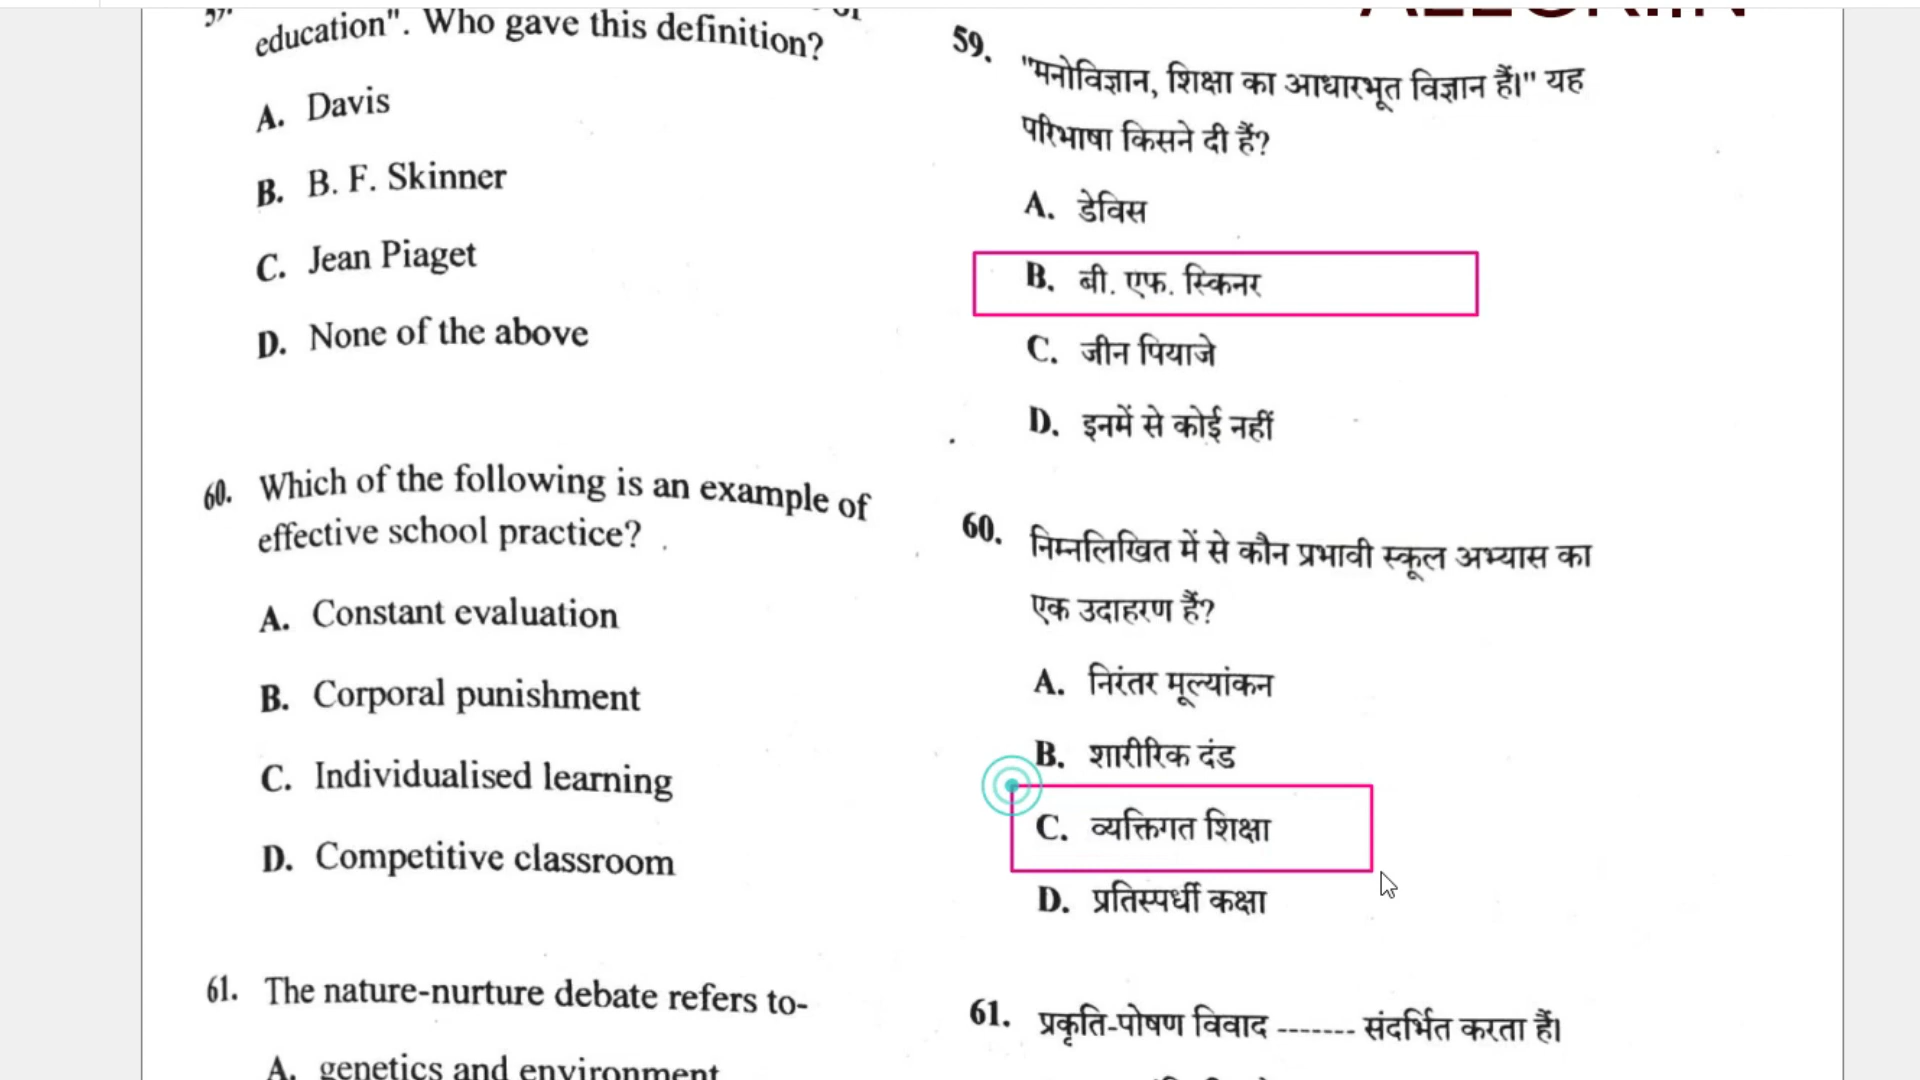 education". Who gave this definition?
A. Davis
B. B. F. Skinner
C. Jean Piaget
D. None of the above
60. Which of the following is an example of
effective school practice?
A. Constant evaluation
B. Corporal punishment
C. Individualised learning
D. Competitive classroom
61. The nature-nurture debate refers to-
A. genetics and environment
59. "मनोविज्ञान, शिक्षा का आधारभूत विज्ञान हैं।" यह
परिभाषा किसने दी हैं?
A. डेविस
B. बी. एफ. स्किनर
C. जीन पियाजे
D. इनमें से कोई नहीं
60. निम्नलिखित में से कौन प्रभावी स्कूल अभ्यास का
एक उदाहरण हैं?
A. निरंतर मूल्यांकन
B. शारीरिक दंड
C. व्यक्तिगत शिक्षा
D. प्रतिस्पर्धी कक्षा
61. प्रकृति-पोषण विवाद ------- संदर्भित करता हैं।